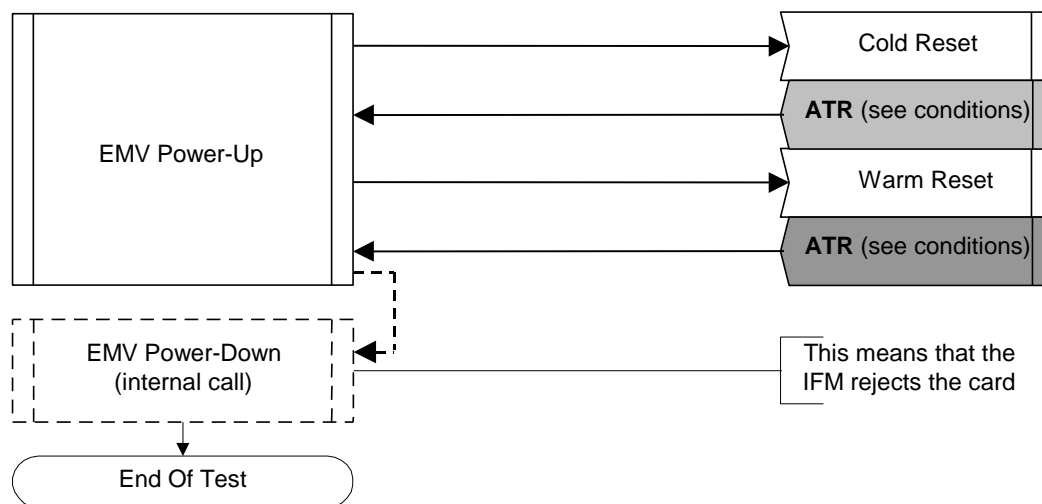 Cold Reset
ATR (see conditions)
EMV Power-Up
Warm Reset
ATR (see conditions)
EMV Power-Down
(internal call)
This means that the
IFM rejects the card
End Of Test